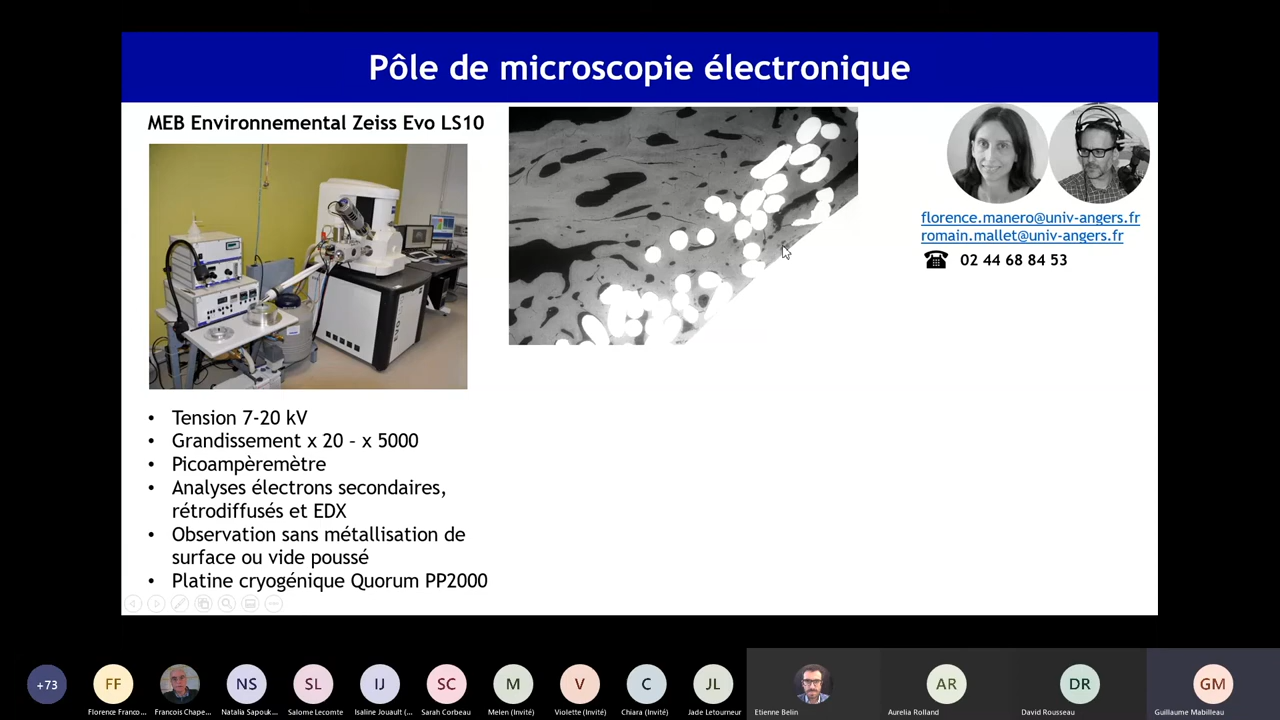 Pôle de microscopie électronique
MEB Environnemental Zeiss Evo LS10
florence.manero@univ-angers.fr
romain.mallet@univ-angers.fr
02 44 68 84 53
• Tension 7-20 kV
• Grandissement x 20 – x 5000
• Picoampèremètre
• Analyses électrons secondaires,
rétrodiffusés et EDX
• Observation sans métallisation de
surface ou vide poussé
• Platine cryogénique Quorum PP2000
+73
FF
NS
SL
IJ
SC
M
V
C
JL
AR
DR
GM
Florence Franco...
Francois Chape...
Natalia Sapouk...
Salome Lecomte
Isaline Jouault (...
Sarah Corbeau
Melen (Invité)
Violette (Invité)
Chiara (Invité)
Jade Letourneur
Etienne Belin
Aurelia Rolland
David Rousseau
Guillaume Mabilleau